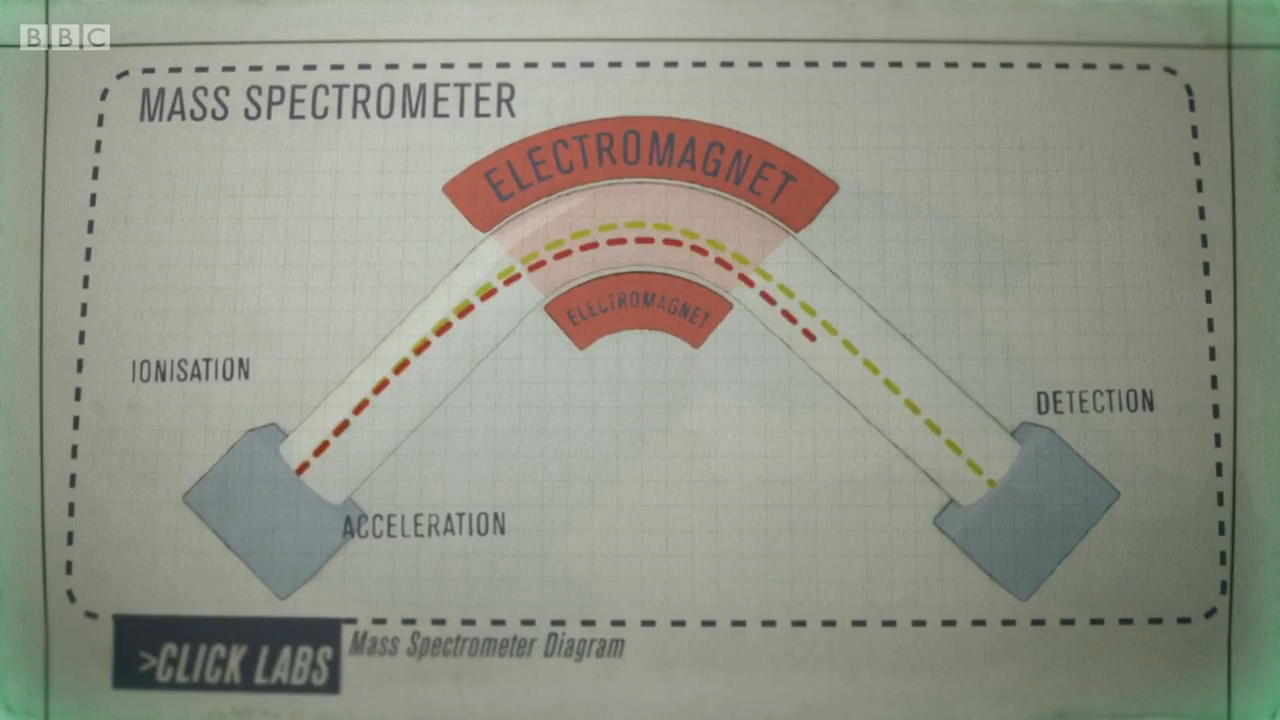 BBC
MASS SPECTROMETER
ELECTROMAGNET
ELECTROMAGNET
IONISATION
DETECTION
ACCELERATION
>CLICK LABS
Mass Spectrometer Diagram